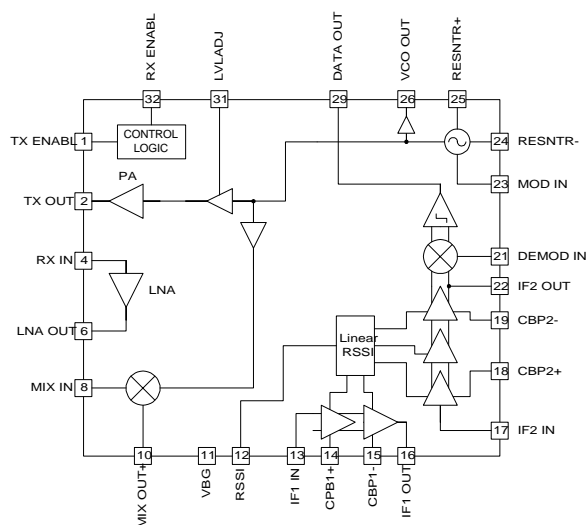 RX ENABL
LVLADJ
DATA OUT
VCO OUT
RESNTR+
32
31
29
26
25
TX ENABL
1
CONTROL
LOGIC
24
RESNTR-
PA
TX OUT
2
23
MOD IN
RX IN
4
21
DEMOD IN
LNA
22
IF2 OUT
LNA OUT
6
19
CBP2-
Linear
RSSI
MIX IN
8
18
CBP2+
17
IF2 IN
10
11
12
13
14
15
16
MIX OUT+
VBG
RSSI
IF1 IN
CPB1+
CBP1-
IF1 OUT